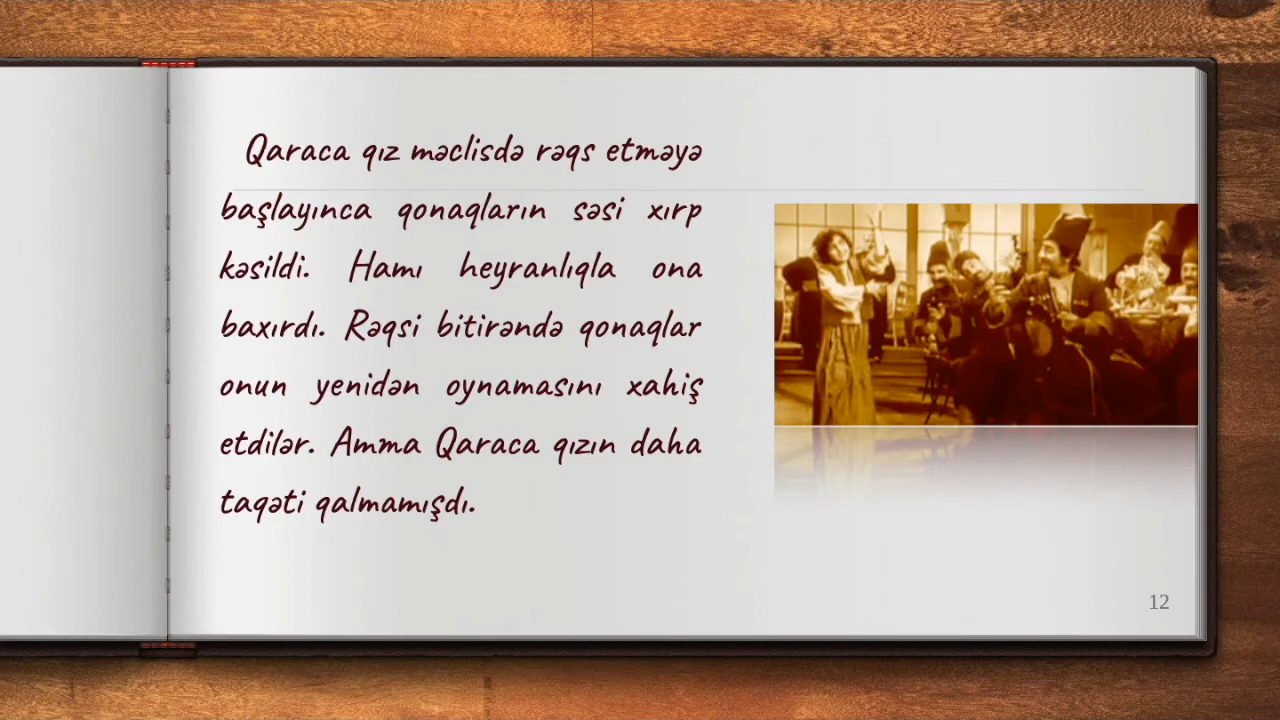 Qaraca qız məclisdə rəqs etməyə
başlayınca qonaqların səsi xırp
kəsildi. Hamı heyranlıqla ona
baxırdı. Rəqsi bitirəndə qonaqlar
onun yenidən oynamasını xahiş
etdilər. Amma Qaraca qızın daha
taqəti qalmamışdı.
12